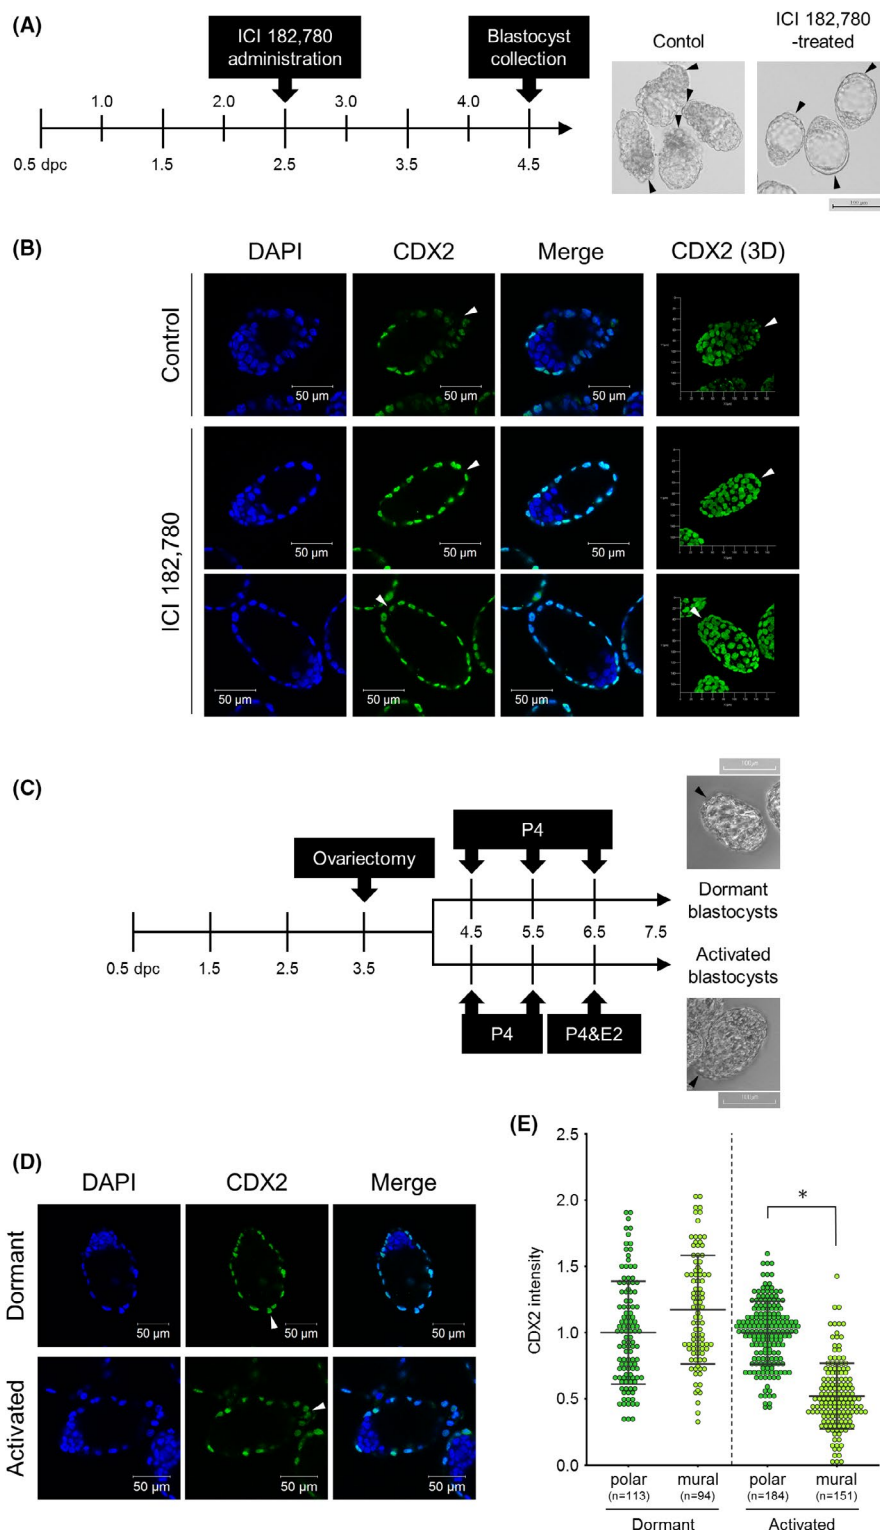 (A)
ICI 182,780
administration
Blastocyst
collection
1.0
2.0
3.0
4.0
0.5 dpc
1.5
2.5
3.5
4.5
Contol
ICI 182,780
-treated
100μm
(B)
DAPI
CDX2
Merge
CDX2 (3D)
Control
50 μm
50 μm
50 μm
ICI 182,780
50 μm
50 μm
50 μm
50 μm
50 μm
50 μm
(C)
100μm
P4
Ovariectomy
Dormant
blastocysts
4.5
5.5
6.5
7.5
0.5 dpc
1.5
2.5
3.5
Activated
blastocysts
P4
P4&E2
100μm
(D)
DAPI
CDX2
Merge
Dormant
50 μm
50 μm
50 μm
Activated
50 μm
50 μm
50 μm
(E)
2.5
2.0
1.5
1.0
0.5
0.0
CDX2 intensity
*
polar
mural
polar
mural
(n=113)
(n=94)
(n=184)
(n=151)
Dormant
Activated